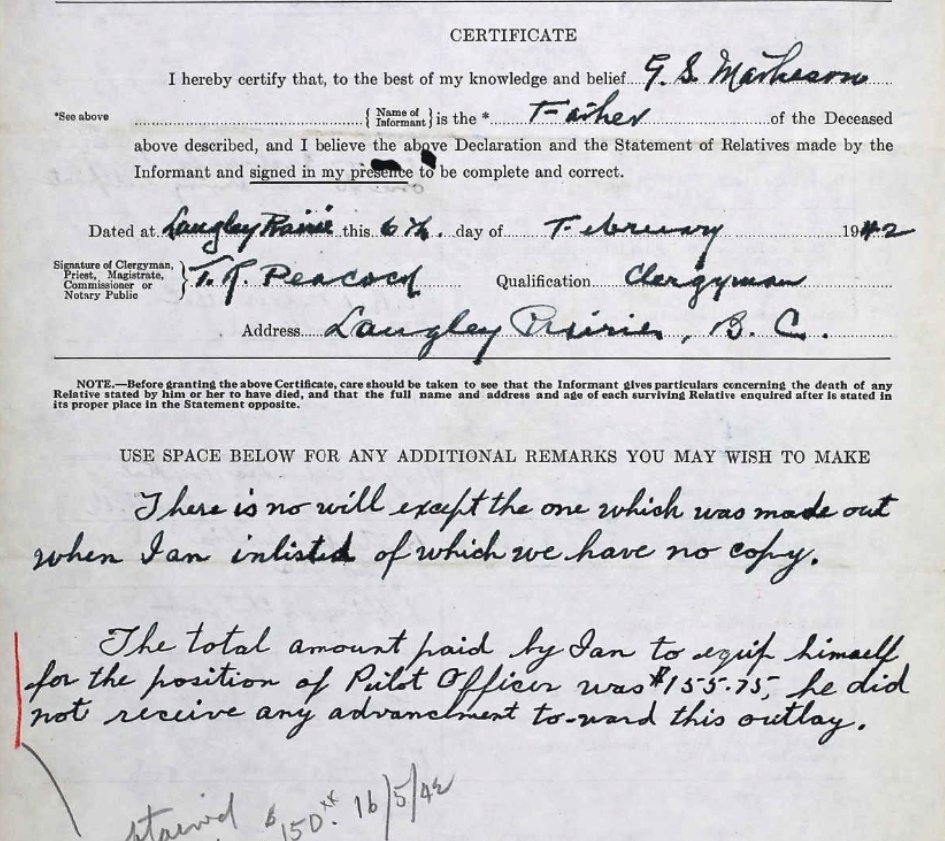 CERTIFICATE
I hereby certify that, to the best of my knowledge and belief G. S. Matheson
*See above { Name of Informant } is the * Father of the Deceased
above described, and I believe the above Declaration and the Statement of Relatives made by the
Informant and signed in my presence to be complete and correct.
Dated at Langley Prairie this 6th. day of February 1942
Signature of Clergyman, Priest, Magistrate, Commissioner or Notary Public } T. R. Peacock Qualification Clergyman
Address Langley Prairie, B. C.
NOTE.—Before granting the above Certificate, care should be taken to see that the Informant gives particulars concerning the death of any
Relative stated by him or her to have died, and that the full name and address and age of each surviving Relative enquired after is stated in
its proper place in the Statement opposite.
USE SPACE BELOW FOR ANY ADDITIONAL REMARKS YOU MAY WISH TO MAKE
There is no will except the one which was made out
when Ian inlisted of which we have no copy.
The total amount paid by Ian to equip himself
for the position of Pilot Officer was $155.75, he did
not receive any advancment to-ward this outlay.
$150.xx 16/5/42